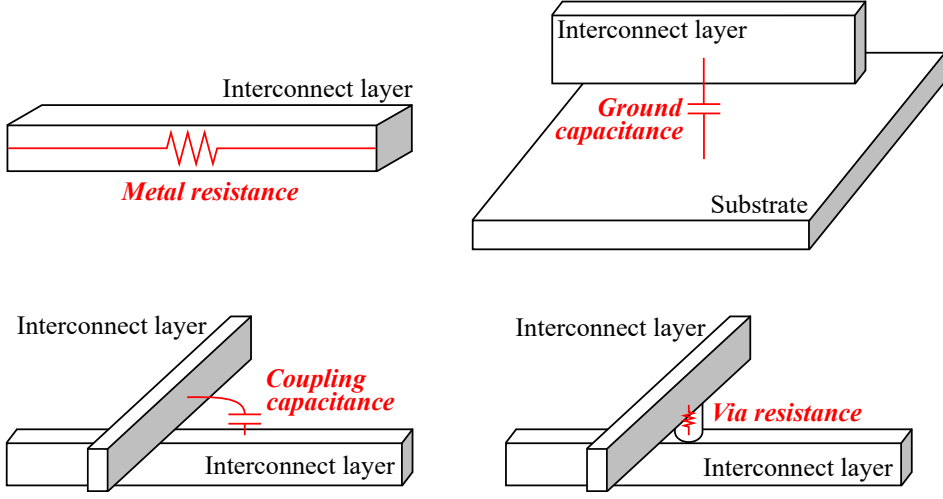 Interconnect layer
Metal resistance
Interconnect layer
Ground
capacitance
Substrate
Interconnect layer
Coupling
capacitance
Interconnect layer
Interconnect layer
Via resistance
Interconnect layer